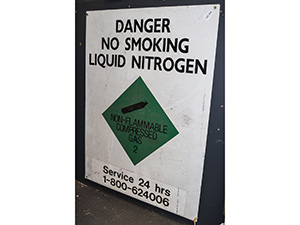 DANGER
NO SMOKING
LIQUID NITROGEN
NON-FLAMMABLE
COMPRESSED
GAS
2
Service 24 hrs
1-800-624006